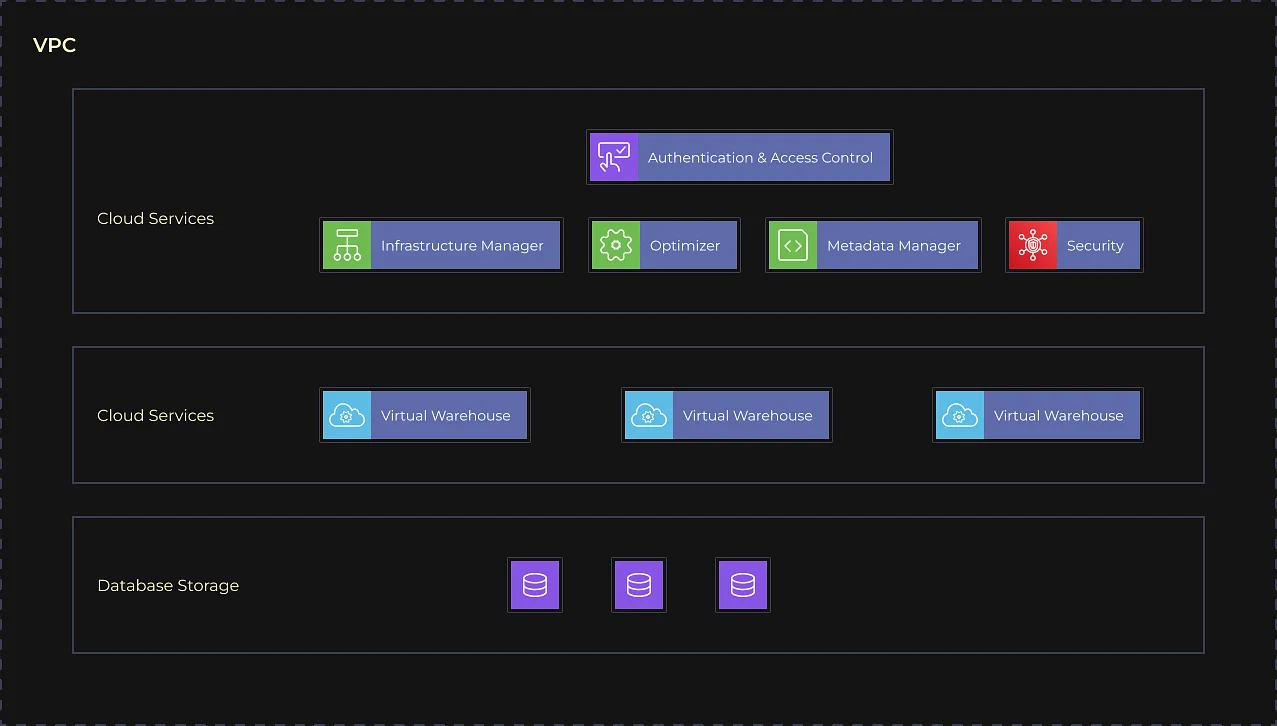 VPC
Authentication & Access Control
Cloud Services
Infrastructure Manager
Optimizer
Metadata Manager
Security
Cloud Services
Virtual Warehouse
Virtual Warehouse
Virtual Warehouse
Database Storage